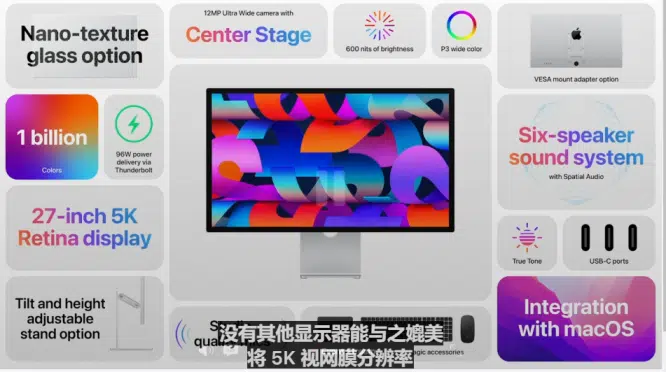 Nano-texture
glass option
12MP Ultra Wide camera with
Center Stage
600 nits of brightness
P3 wide color
VESA mount adapter option
1 billion
Colors
96W power
delivery via
Thunderbolt
Six-speaker
sound system
with Spatial Audio
27-inch 5K
Retina display
True Tone
USB-C ports
Tilt and height
adjustable
stand option
Integration
with macOS
没有其他显示器能与之媲美
将 5K 视网膜分辨率
accessories